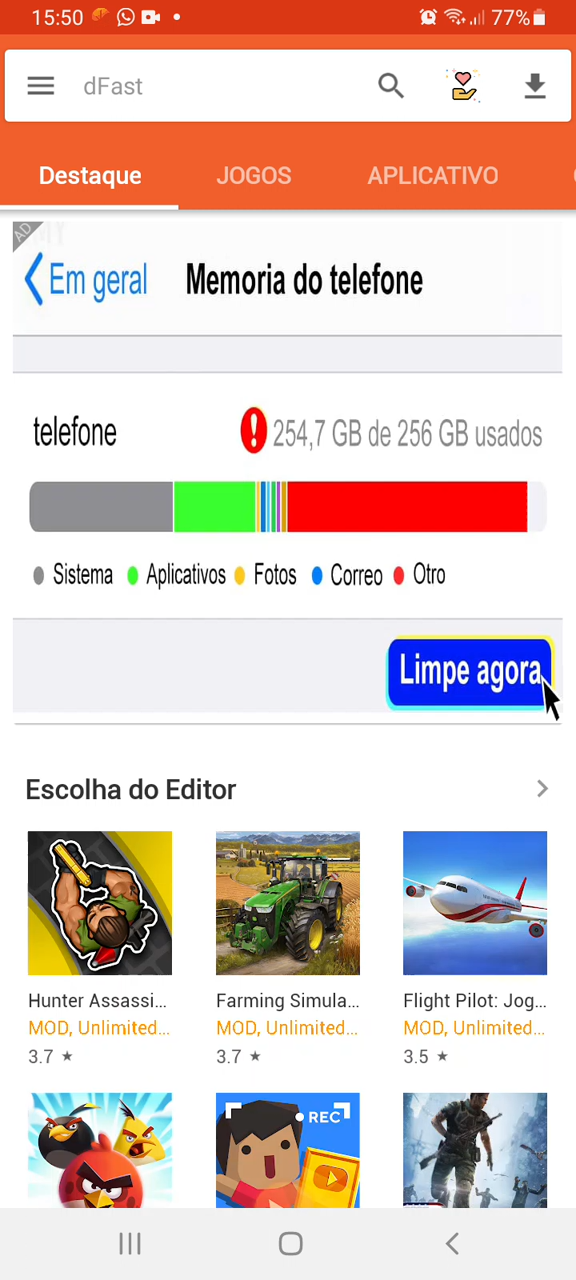 15:50
77%
dFast
Destaque
JOGOS
APLICATIVO
AD
Em geral
Memoria do telefone
telefone
254,7 GB de 256 GB usados
Sistema
Aplicativos
Fotos
Correo
Otro
Limpe agora
Escolha do Editor
Hunter Assassi...
Farming Simula...
Flight Pilot: Jog...
MOD, Unlimited...
MOD, Unlimited...
MOD, Unlimited...
3.7 ★
3.7 ★
3.5 ★
REC